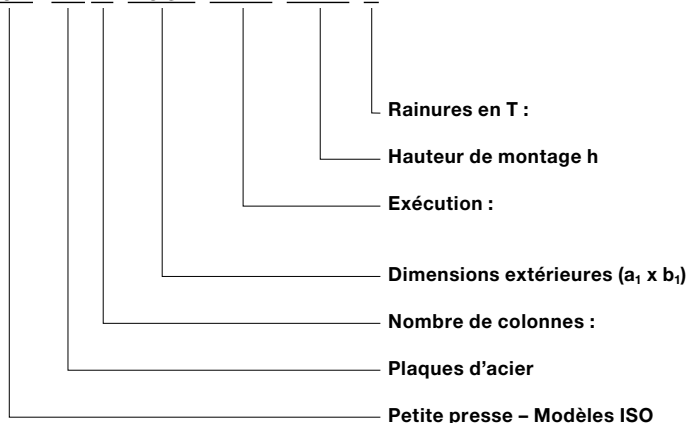 Rainures en T :
Hauteur de montage h
Exécution :
Dimensions extérieures (a₁ x b₁)
Nombre de colonnes :
Plaques d’acier
Petite presse – Modèles ISO